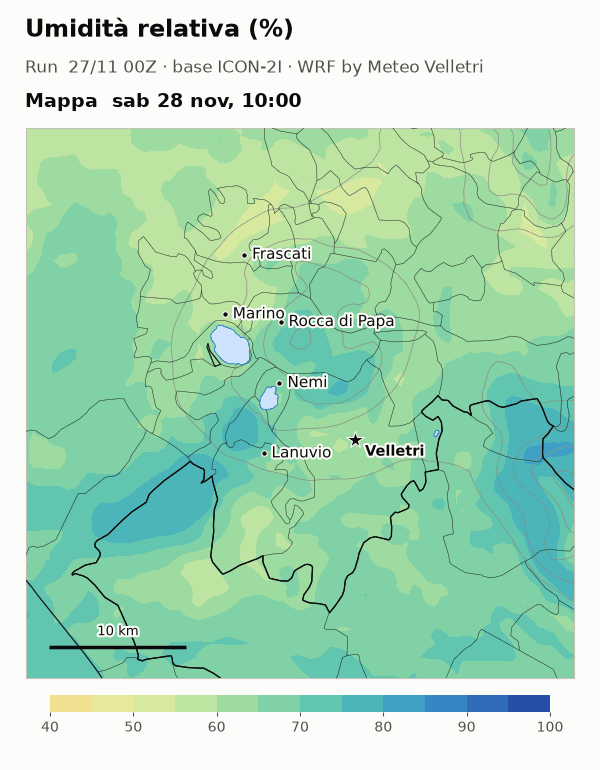 Umidità relativa (%)
Run  27/11 00Z · base ICON-2I · WRF by Meteo Velletri
Mappa  sab 28 nov, 10:00
Frascati
Marino
Rocca di Papa
Nemi
Velletri
Lanuvio
10 km
40 50 60 70 80 90 100